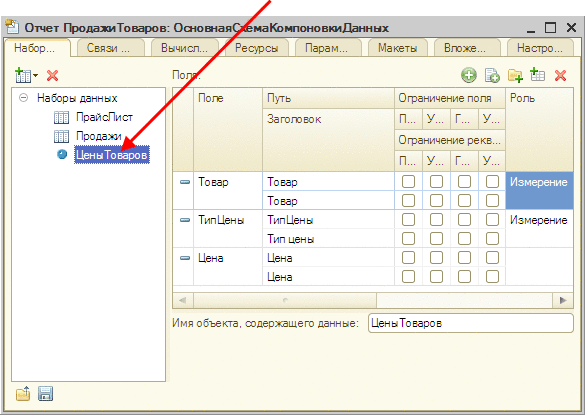 Отчет ПродажиТоваров: ОсновнаяСхемаКомпоновкиДанных
Набор... Связи ... Вычисл... Ресурсы Парам... Макеты Вложе... Настро...
Поля:
Наборы данных
ПрайсЛист
Продажи
ЦеныТоваров
Поле Путь Ограничение поля Роль
Заголовок П... У... Г... У...
Ограничение рекв...
П... У... Г... У...
Товар Товар Измерение
Товар
ТипЦены ТипЦены Измерение
Тип цены
Цена Цена
Цена
Имя объекта, содержащего данные: ЦеныТоваров